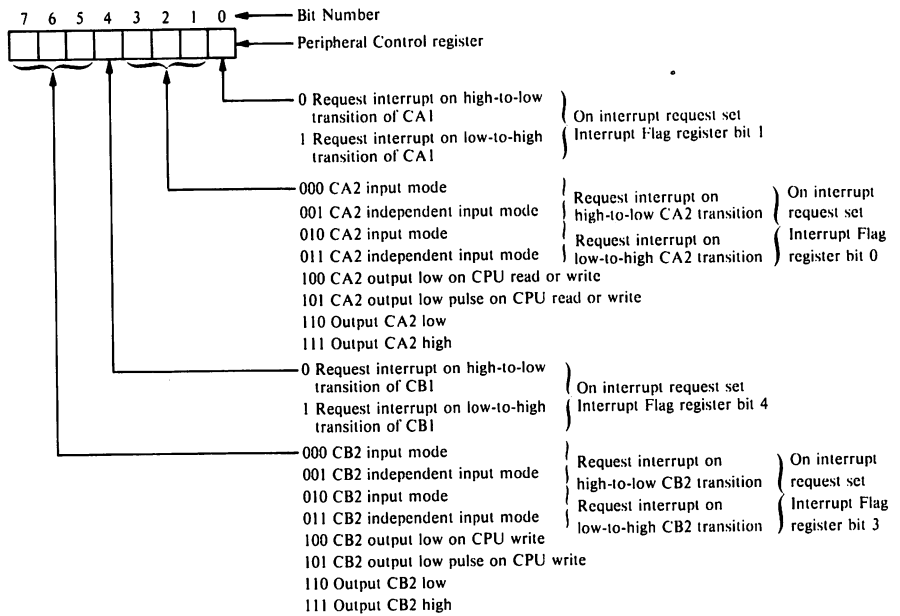 7 6 5 4 3 2 1 0 Bit Number
Peripheral Control register
0 Request interrupt on high-to-low
transition of CA1
1 Request interrupt on low-to-high
transition of CA1
On interrupt request set
Interrupt Flag register bit 1
000 CA2 input mode
001 CA2 independent input mode
010 CA2 input mode
011 CA2 independent input mode
Request interrupt on
high-to-low CA2 transition
Request interrupt on
low-to-high CA2 transition
On interrupt
request set
Interrupt Flag
register bit 0
100 CA2 output low on CPU read or write
101 CA2 output low pulse on CPU read or write
110 Output CA2 low
111 Output CA2 high
0 Request interrupt on high-to-low
transition of CB1
1 Request interrupt on low-to-high
transition of CB1
On interrupt request set
Interrupt Flag register bit 4
000 CB2 input mode
001 CB2 independent input mode
010 CB2 input mode
011 CB2 independent input mode
Request interrupt on
high-to-low CB2 transition
Request interrupt on
low-to-high CB2 transition
On interrupt
request set
Interrupt Flag
register bit 3
100 CB2 output low on CPU write
101 CB2 output low pulse on CPU write
110 Output CB2 low
111 Output CB2 high